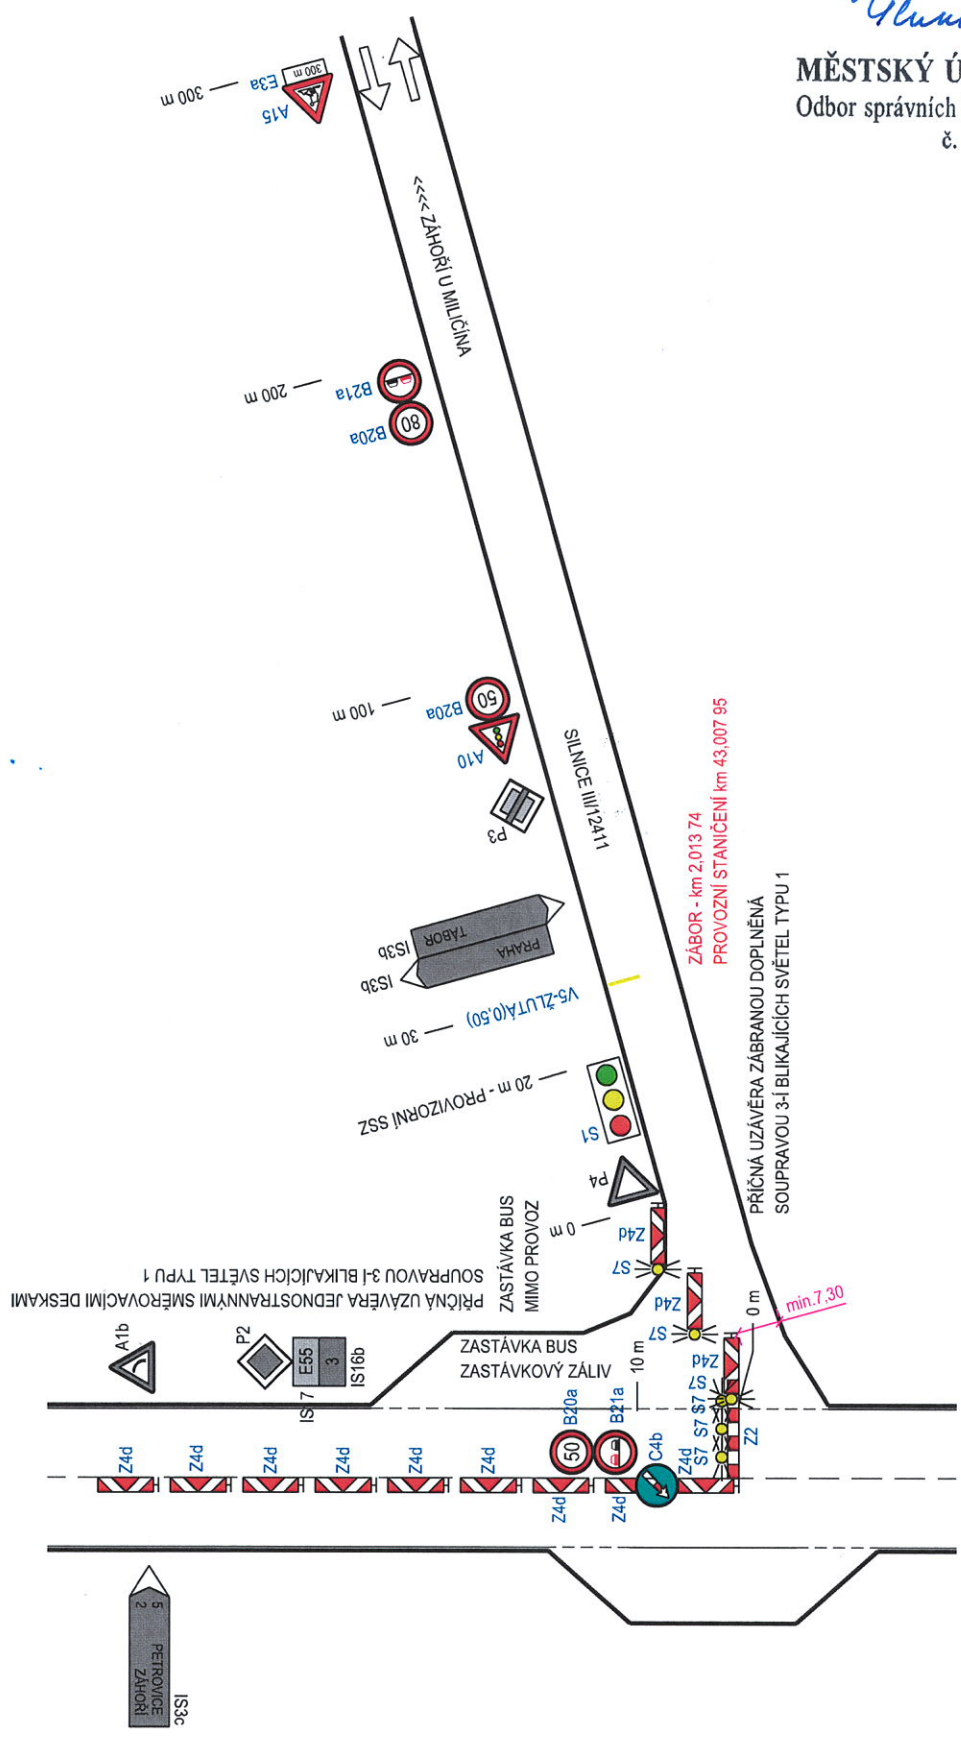 MĚSTSKÝ Ú
Odbor správních
č.
300 m
E3a
300 m
A15
<<<< ZÁHOŘÍ U MILIČÍNA
200 m
B21a
B20a
80
100 m
B20a
50
A10
P3
SILNICE III/12411
IS3b
TÁBOR
IS3b
PRAHA
30 m
V5-ŽLUTÁ(0,50)
20 m - PROVIZORNÍ SSZ
S1
P4
0 m
ZÁBOR - km 2,013 74
PROVOZNÍ STANIČENÍ km 43,007 95
PŘÍČNÁ UZÁVĚRA ZÁBRANOU DOPLNĚNÁ
SOUPRAVOU 3-Í BLIKAJÍCÍCH SVĚTEL TYPU 1
ZASTÁVKA BUS
MIMO PROVOZ
PŘÍČNÁ UZÁVĚRA JEDNOSTRANNÝMI SMĚROVACÍMI DESKAMI
SOUPRAVOU 3-Í BLIKAJÍCÍCH SVĚTEL TYPU 1
Z4d
S7
Z4d
S7
Z4d
S7
0 m
min.7,30
A1b
P2
E55
3
IS16b
ZASTÁVKA BUS
ZASTÁVKOVÝ ZÁLIV
10 m
B20a
50
B21a
C4b
Z4d
S7
S7
S7
Z2
Z4d
Z4d
Z4d
Z4d
Z4d
Z4d
Z4d
Z4d
5
2
PETROVICE
ZÁHOŘÍ
IS3c